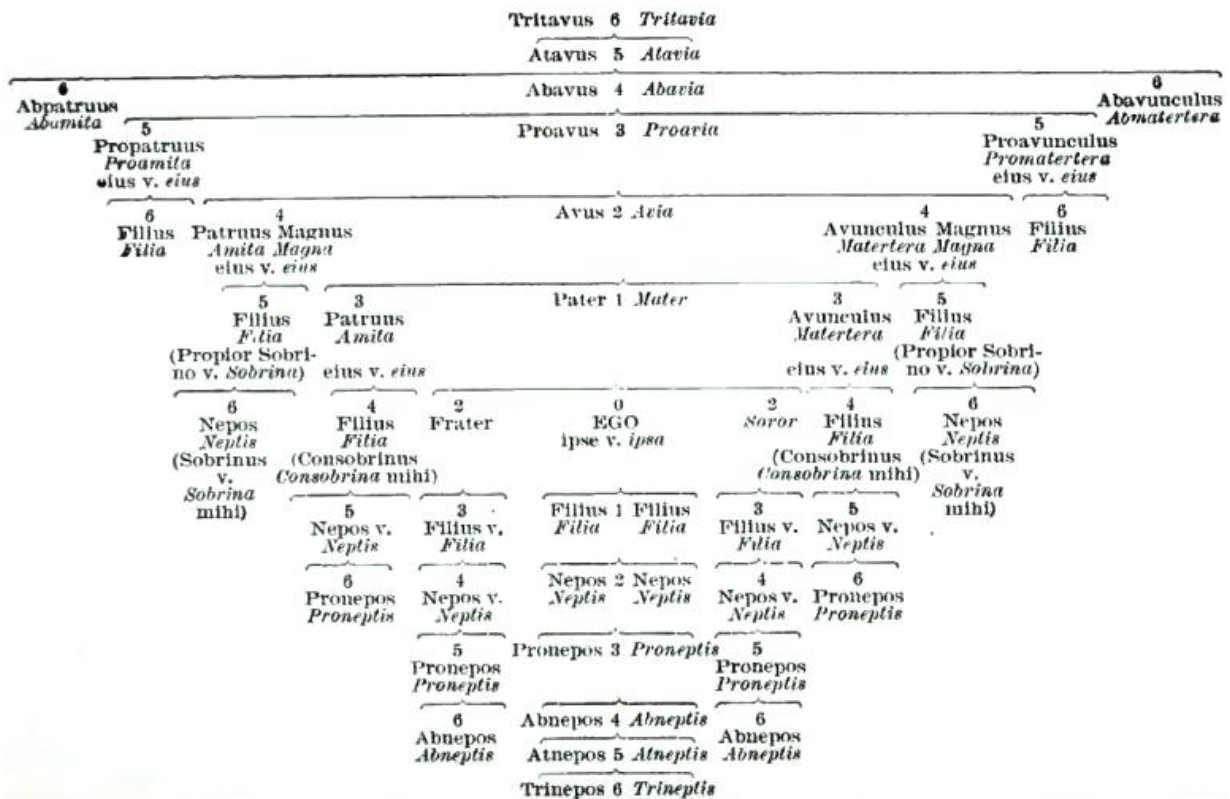 Tritavus 6 Tritavia
Atavus 5 Atavia
6 Abavus 4 Abavia 6
Abpatruus Abavunculus
Abamita Abmatertera
5 Proavus 3 Proavia 5
Propatruus Proavunculus
Proamita Promatertera
eius v. eius eius v. eius
6 4 Avus 2 Avia 4 6
Filius Patruus Magnus Avunculus Magnus Filius
Filia Amita Magna Matertera Magna Filia
eius v. eius eius v. eius
5 3 Pater 1 Mater 3 5
Filius Patruus Avunculus Filius
Filia Amita Matertera Filia
(Propior Sobri- (Propior Sobri-
no v. Sobrina) eius v. eius eius v. eius no v. Sobrina)
6 4 2 0 2 4 6
Nepos Filius Frater EGO Soror Filius Nepos
Neptis Filia ipse v. ipsa Filia Neptis
(Sobrinus (Consobrinus (Consobrinus (Sobrinus
v. Consobrina mihi) Consobrina mihi) v.
Sobrina Sobrina
mihi) mihi)
5 3 Filius 1 Filius 3 5
Nepos v. Filius v. Filia Filia Filius v. Nepos v.
Neptis Filia Filia Neptis
6 4 Nepos 2 Nepos 4 6
Pronepos Nepos v. Neptis Neptis Nepos v. Pronepos
Proneptis Neptis Neptis Proneptis
5 Pronepos 3 Proneptis 5
Pronepos Pronepos
Proneptis Proneptis
6 Abnepos 4 Abneptis 6
Abnepos Abnepos
Abneptis Atnepos 5 Atneptis Abneptis
Trinepos 6 Trineptis